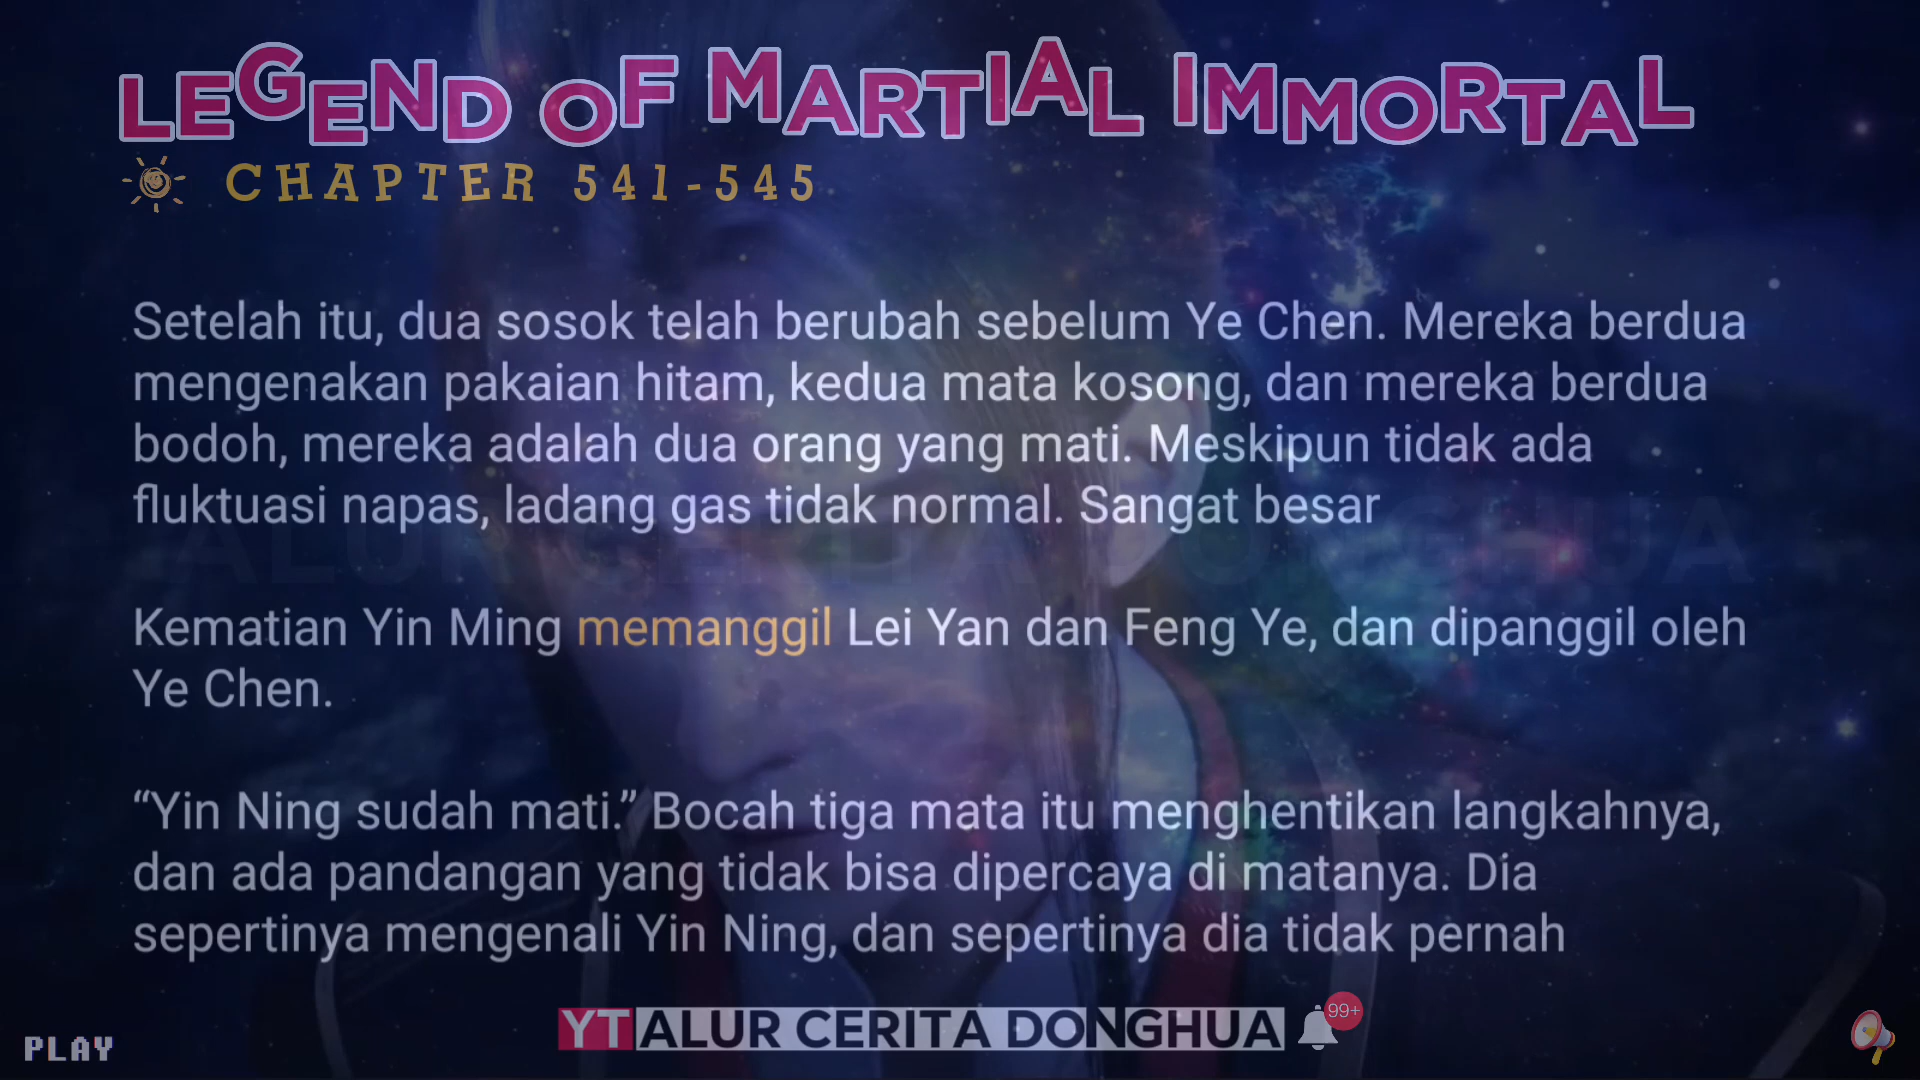 LEGEND OF MARTIAL IMMORTAL
CHAPTER 541-545
Setelah itu, dua sosok telah berubah sebelum Ye Chen. Mereka berdua
mengenakan pakaian hitam, kedua mata kosong, dan mereka berdua
bodoh, mereka adalah dua orang yang mati. Meskipun tidak ada
fluktuasi napas, ladang gas tidak normal. Sangat besar
ALUR CERITA DONGHUA
Kematian Yin Ming memanggil Lei Yan dan Feng Ye, dan dipanggil oleh
Ye Chen.
“Yin Ning sudah mati.” Bocah tiga mata itu menghentikan langkahnya,
dan ada pandangan yang tidak bisa dipercaya di matanya. Dia
sepertinya mengenali Yin Ning, dan sepertinya dia tidak pernah
YT ALUR CERITA DONGHUA
99+
PLAY